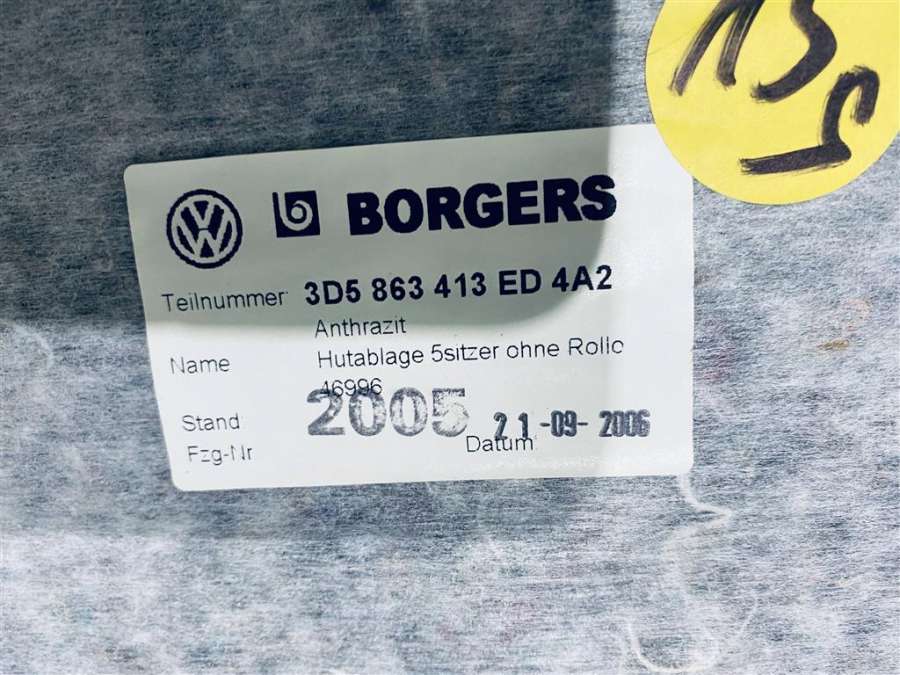 BORGERS
Teilnummer 3D5 863 413 ED 4A2
Anthrazit
Name Hutablage 5sitzer ohne Rollo
46996
Stand 2005
Datum 21-09-2006
Fzg-Nr